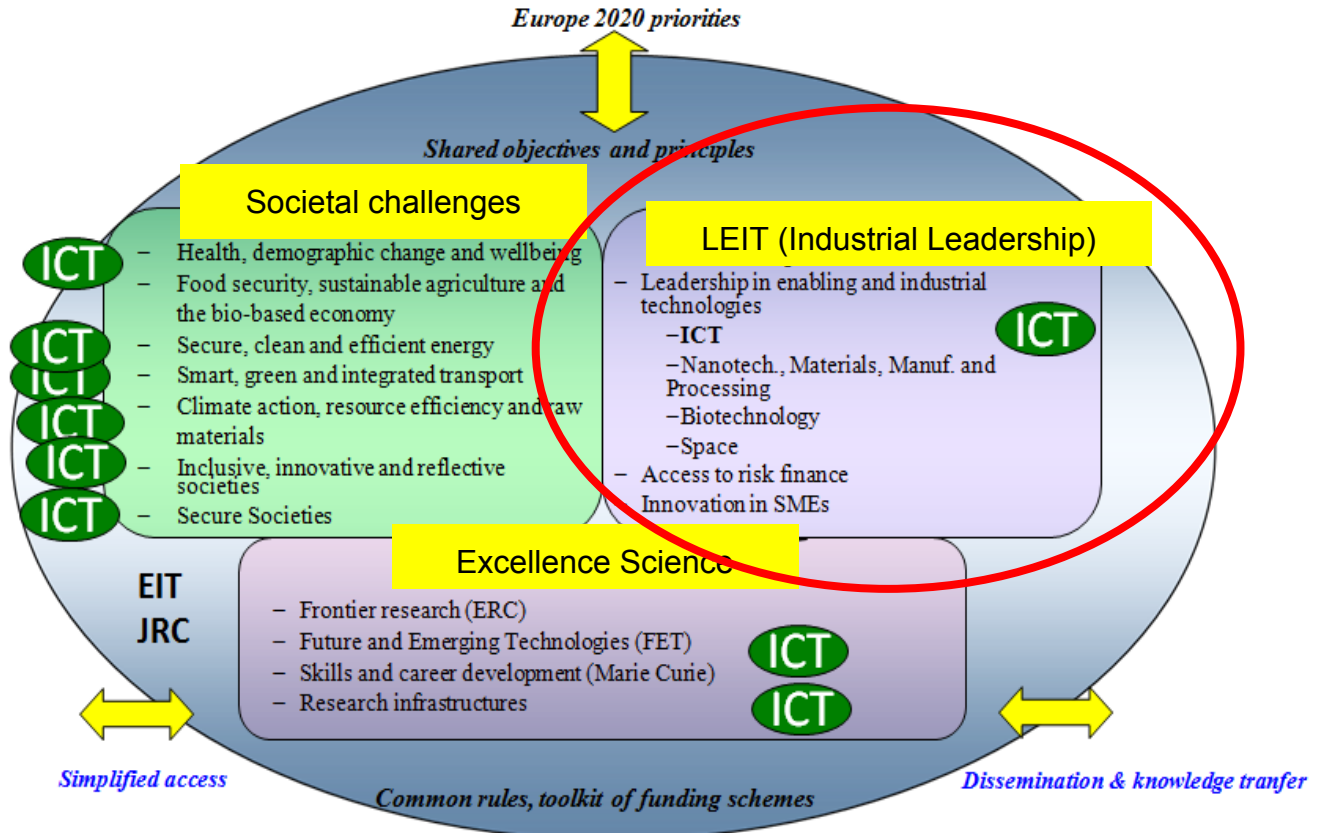 Europe 2020 priorities
Shared objectives and principles
Societal challenges
ICT
– Health, demographic change and wellbeing
– Food security, sustainable agriculture and
the bio-based economy
ICT
– Secure, clean and efficient energy
ICT
– Smart, green and integrated transport
ICT
– Climate action, resource efficiency and raw
materials
ICT
– Inclusive, innovative and reflective
societies
ICT
– Secure Societies
LEIT (Industrial Leadership)
- Leadership in enabling and industrial
technologies
ICT
–ICT
–Nanotech., Materials, Manuf. and
Processing
–Biotechnology
–Space
- Access to risk finance
- Innovation in SMEs
Excellence Science
– Frontier research (ERC)
– Future and Emerging Technologies (FET)
ICT
– Skills and career development (Marie Curie)
– Research infrastructures
ICT
EIT
JRC
Simplified access
Dissemination & knowledge tranfer
Common rules, toolkit of funding schemes